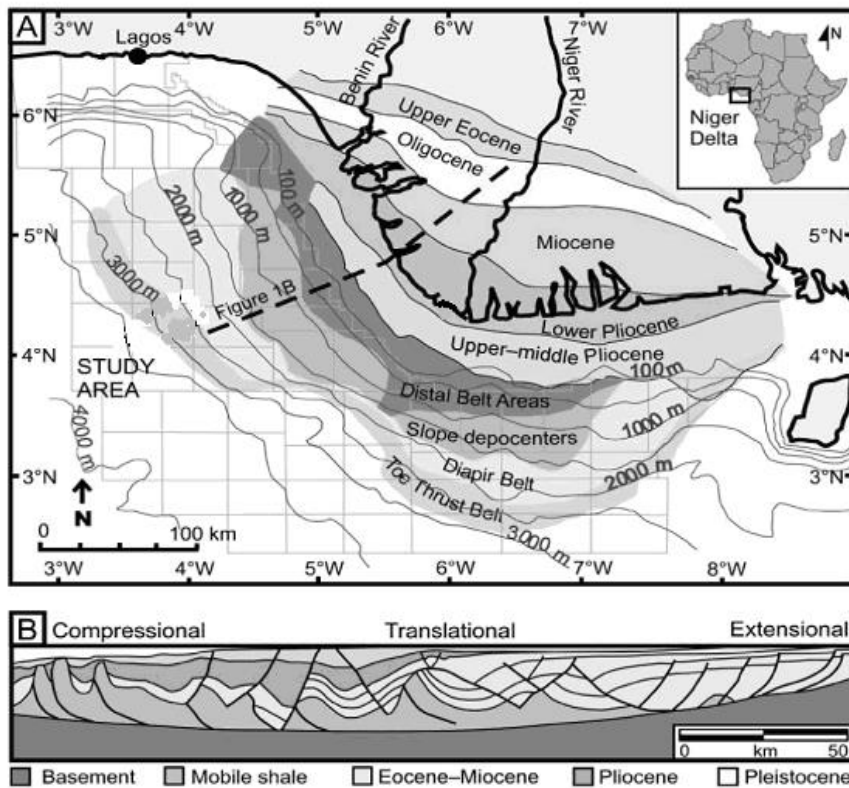 A
3°W 4°W 5°W 6°W 7°W
Lagos
Benin River
Niger River
N
Niger
Delta
6°N
Upper Eocene
Oligocene
100 m
1000 m
2000 m
3000 m
5°N
Miocene
5°N
Figure 1B
Lower Pliocene
Upper–middle Pliocene
4°N
100 m
4°N
STUDY
AREA
Distal Belt Areas
1000 m
4000 m
Slope depocenters
2000 m
Diapir Belt
3°N
3°N
Toe Thrust Belt
3000 m
N
0 100 km
3°W 4°W 5°W 6°W 7°W 8°W
B
Compressional Translational Extensional
0 km 50
Basement Mobile shale Eocene–Miocene Pliocene Pleistocene